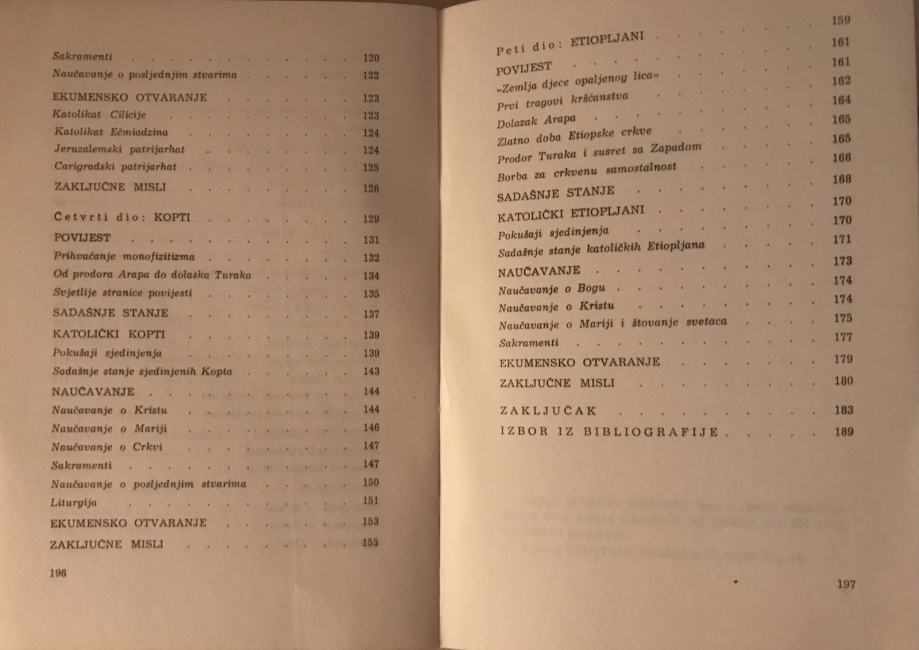 Sakramenti . . . . . . . . . . . . 120
Naučavanje o posljednjim stvarima . . . . . 122
EKUMENSKO OTVARANJE . . . . . . 123
Katolikat Cilicije . . . . . . . . . 123
Katolikat Ečmiadzina . . . . . . . . 124
Jeruzalemski patrijarhat . . . . . . . 124
Carigradski patrijarhat . . . . . . . . 125
ZAKLJUČNE MISLI . . . . . . . . 126
Četvrti dio: KOPTI . . . . . . . 129
POVIJEST . . . . . . . . . . . 131
Prihvaćanje monofizitizma . . . . . . . 132
Od prodora Arapa do dolaska Turaka . . . . 134
Svjetlije stranice povijesti . . . . . . . 135
SADAŠNJE STANJE . . . . . . . . 137
KATOLIČKI KOPTI . . . . . . . . 139
Pokušaji sjedinjenja . . . . . . . . 139
Sadašnje stanje sjedinjenih Kopta . . . . . 143
NAUČAVANJE . . . . . . . . . . 144
Naučavanje o Kristu . . . . . . . . 144
Naučavanje o Mariji . . . . . . . . 146
Naučavanje o Crkvi . . . . . . . . 147
Sakramenti . . . . . . . . . . . 147
Naučavanje o posljednjim stvarima . . . . . 150
Liturgija . . . . . . . . . . . 151
EKUMENSKO OTVARANJE . . . . . . 153
ZAKLJUČNE MISLI . . . . . . . . 155
196
Peti dio: ETIOPLJANI . . . . . . . 159
POVIJEST . . . . . . . . . . . 161
»Zemlja djece opaljenog lica« . . . . . . 161
Prvi tragovi kršćanstva . . . . . . . 162
Dolazak Arapa . . . . . . . . . 164
Zlatno doba Etiopske crkve . . . . . . 165
Prodor Turaka i susret sa Zapadom . . . . 165
Borba za crkvenu samostalnost . . . . . 166
SADAŠNJE STANJE . . . . . . . . 168
KATOLIČKI ETIOPLJANI . . . . . . 170
Pokušaji sjedinjenja . . . . . . . . 170
Sadašnje stanje katoličkih Etiopljana . . . . 171
NAUČAVANJE . . . . . . . . . 173
Naučavanje o Bogu . . . . . . . . 174
Naučavanje o Kristu . . . . . . . . 174
Naučavanje o Mariji i štovanje svetaca . . . . 175
Sakramenti . . . . . . . . . . 177
EKUMENSKO OTVARANJE . . . . . . 179
ZAKLJUČNE MISLI . . . . . . . . 180
ZAKLJUČAK . . . . . . . . . 183
IZBOR IZ BIBLIOGRAFIJE . . . . 189
197